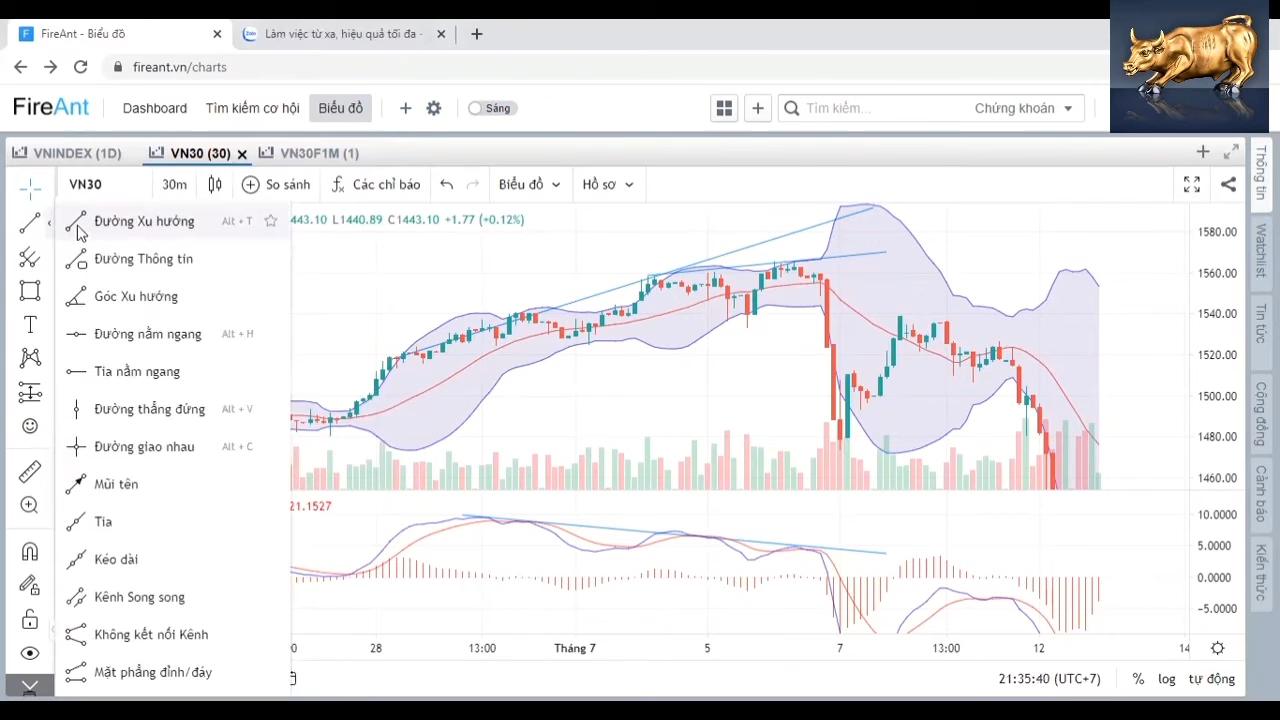 FireAnt - Biểu đồ
Làm việc từ xa, hiệu quả tối đa -
fireant.vn/charts
FireAnt
Dashboard
Tìm kiếm cơ hội
Biểu đồ
Sáng
Tìm kiếm...
Chứng khoán
VNINDEX (1D)
VN30 (30)
VN30F1M (1)
VN30
30m
So sánh
Các chỉ báo
Biểu đồ
Hồ sơ
Đường Xu hướng Alt + T
443.10 L1440.89 C1443.10 +1.77 (+0.12%)
Đường Thông tin
Góc Xu hướng
Đường nằm ngang Alt + H
Tia nằm ngang
Đường thẳng đứng Alt + V
Đường giao nhau Alt + C
Mũi tên
Tia
Kéo dài
Kênh Song song
Không kết nối Kênh
Mặt phẳng đỉnh/đáy
21.1527
1580.00
1560.00
1540.00
1520.00
1500.00
1480.00
1460.00
10.0000
5.0000
0.0000
−5.0000
0
28
13:00
Tháng 7
5
7
13:00
12
14
21:35:40 (UTC+7)
%
log
tự động
Thông tin
Watchlist
Tin tức
Cộng đồng
Cảnh báo
Kiến thức